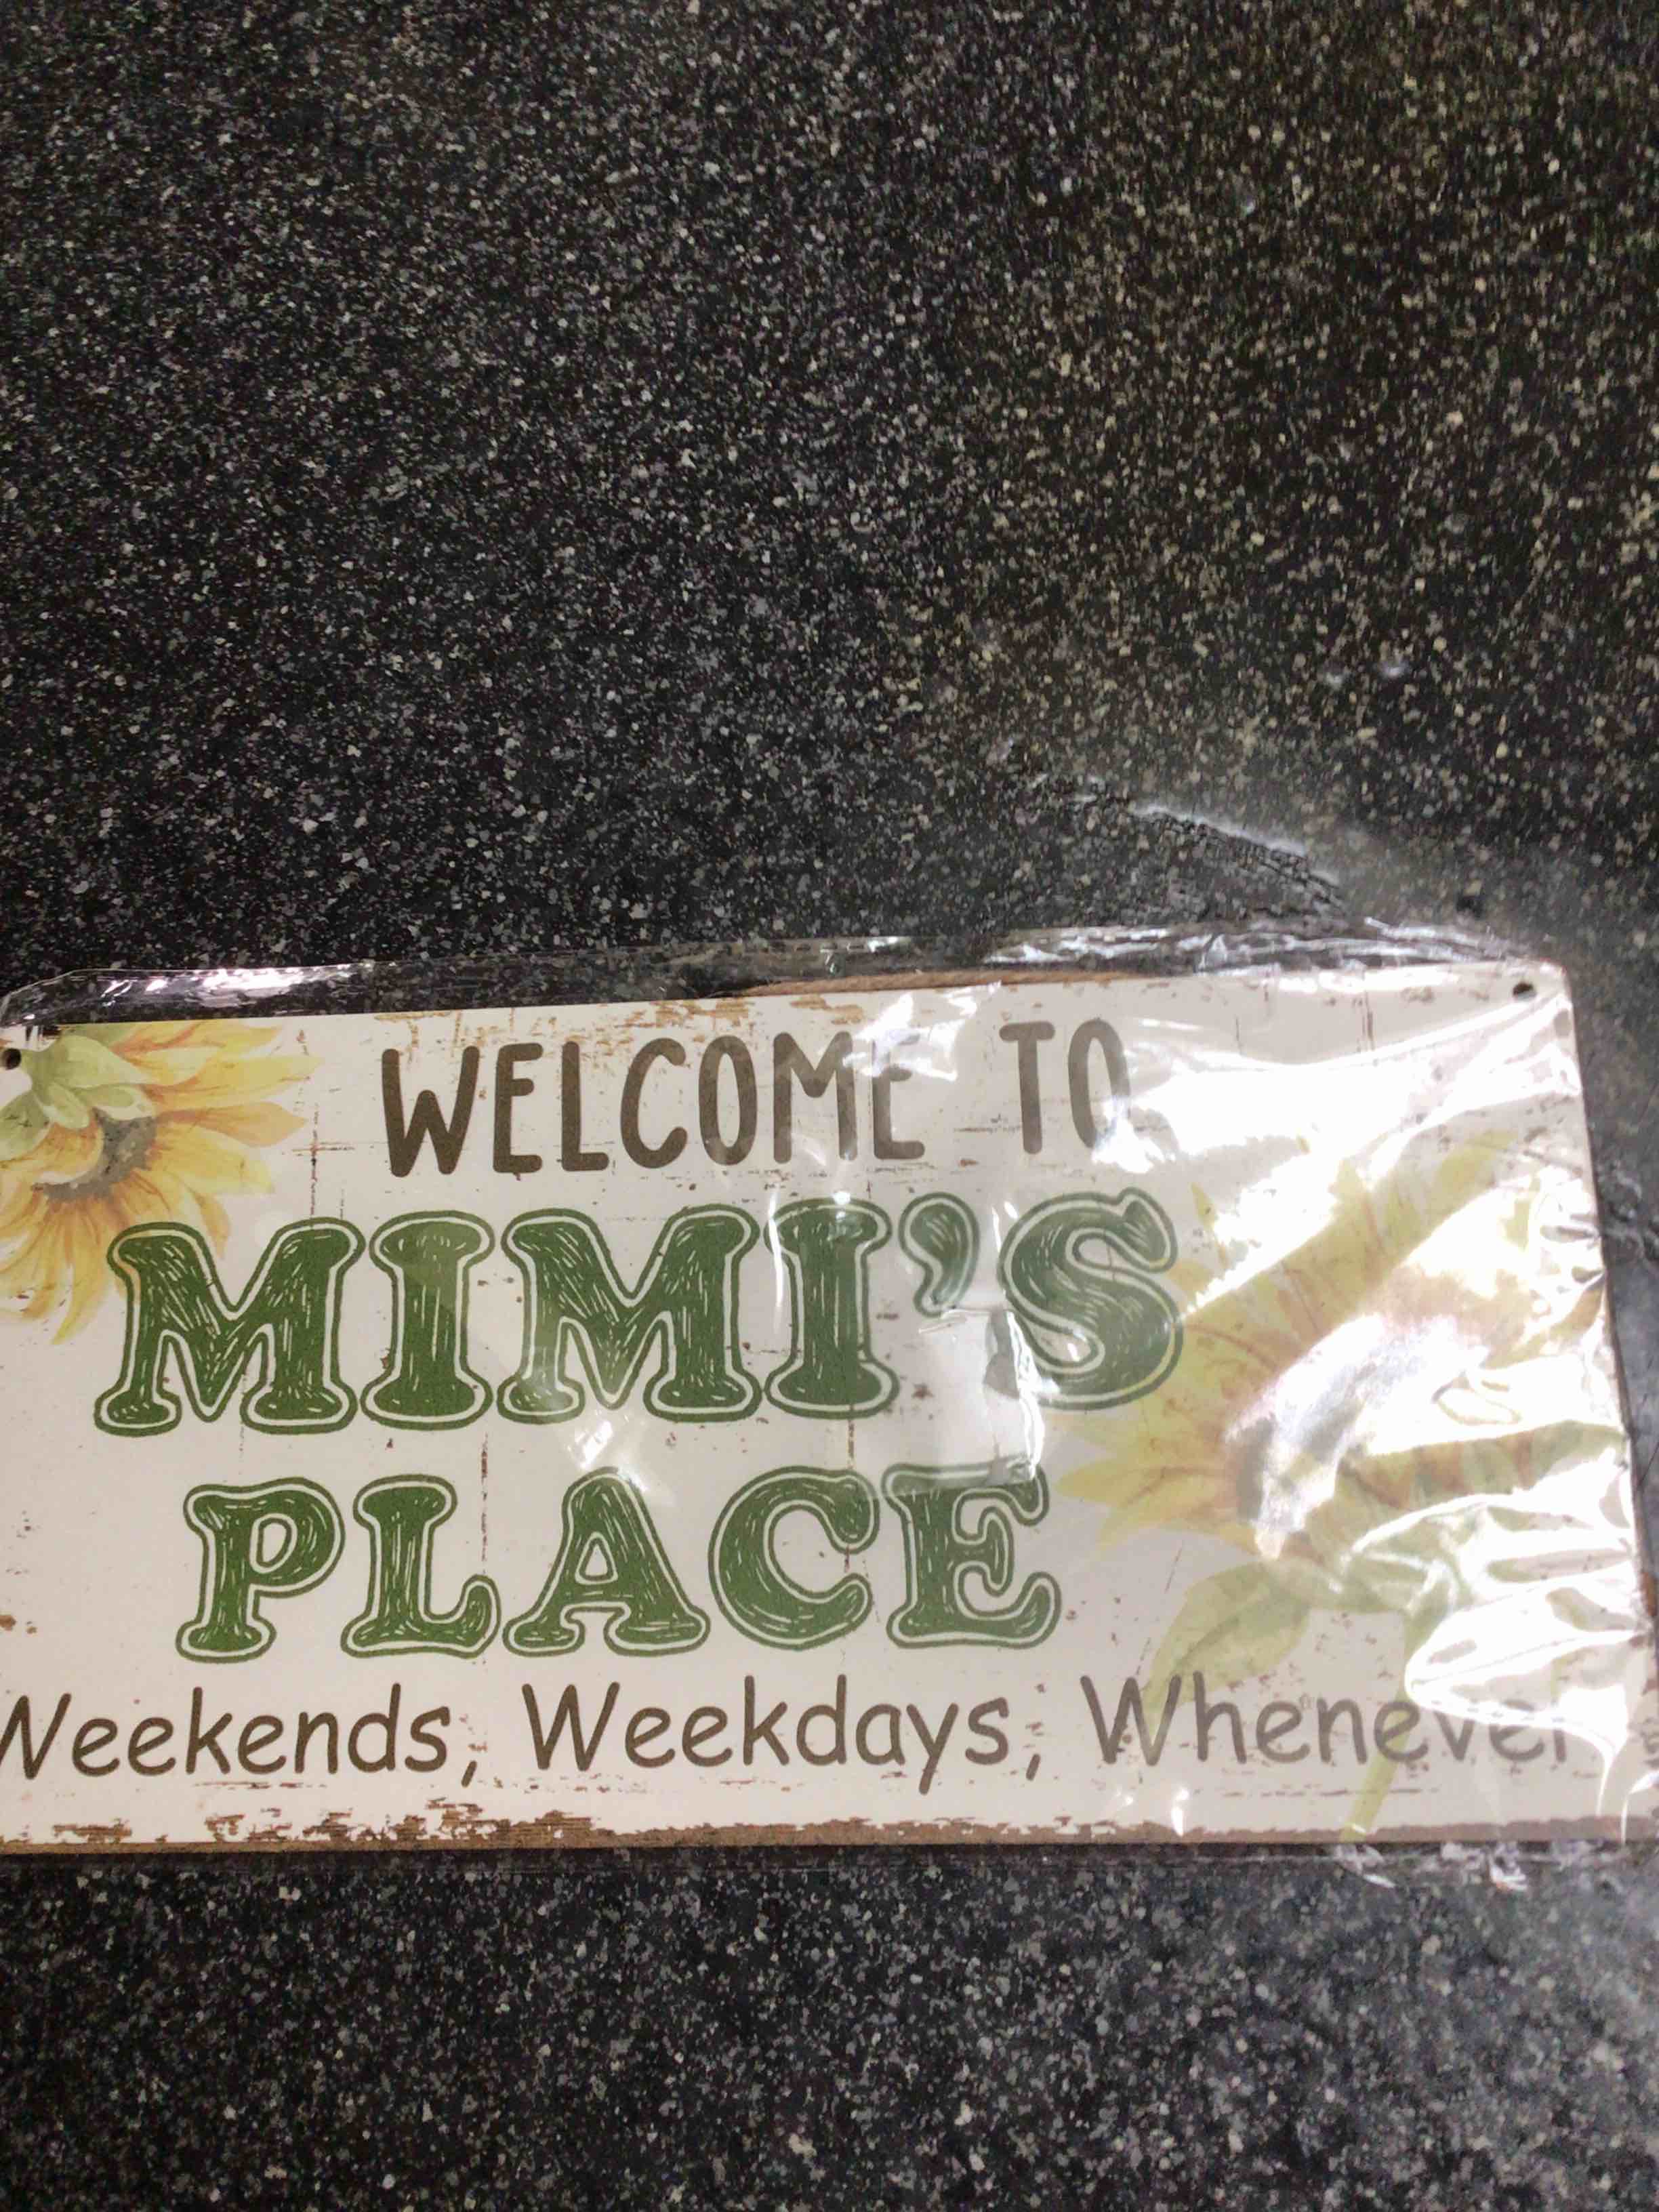 WELCOME TO
MIMI'S
PLACE
Weekends, Weekdays, Whenever